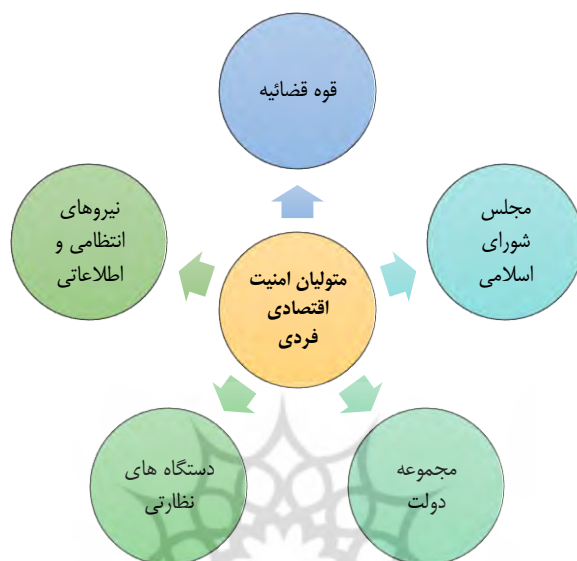 قوه قضائیه
نیروهای
انتظامی و
اطلاعاتی
مجلس
شورای
اسلامی
متولیان امنیت
اقتصادی
فردی
دستگاه های
نظارتی
مجموعه
دولت